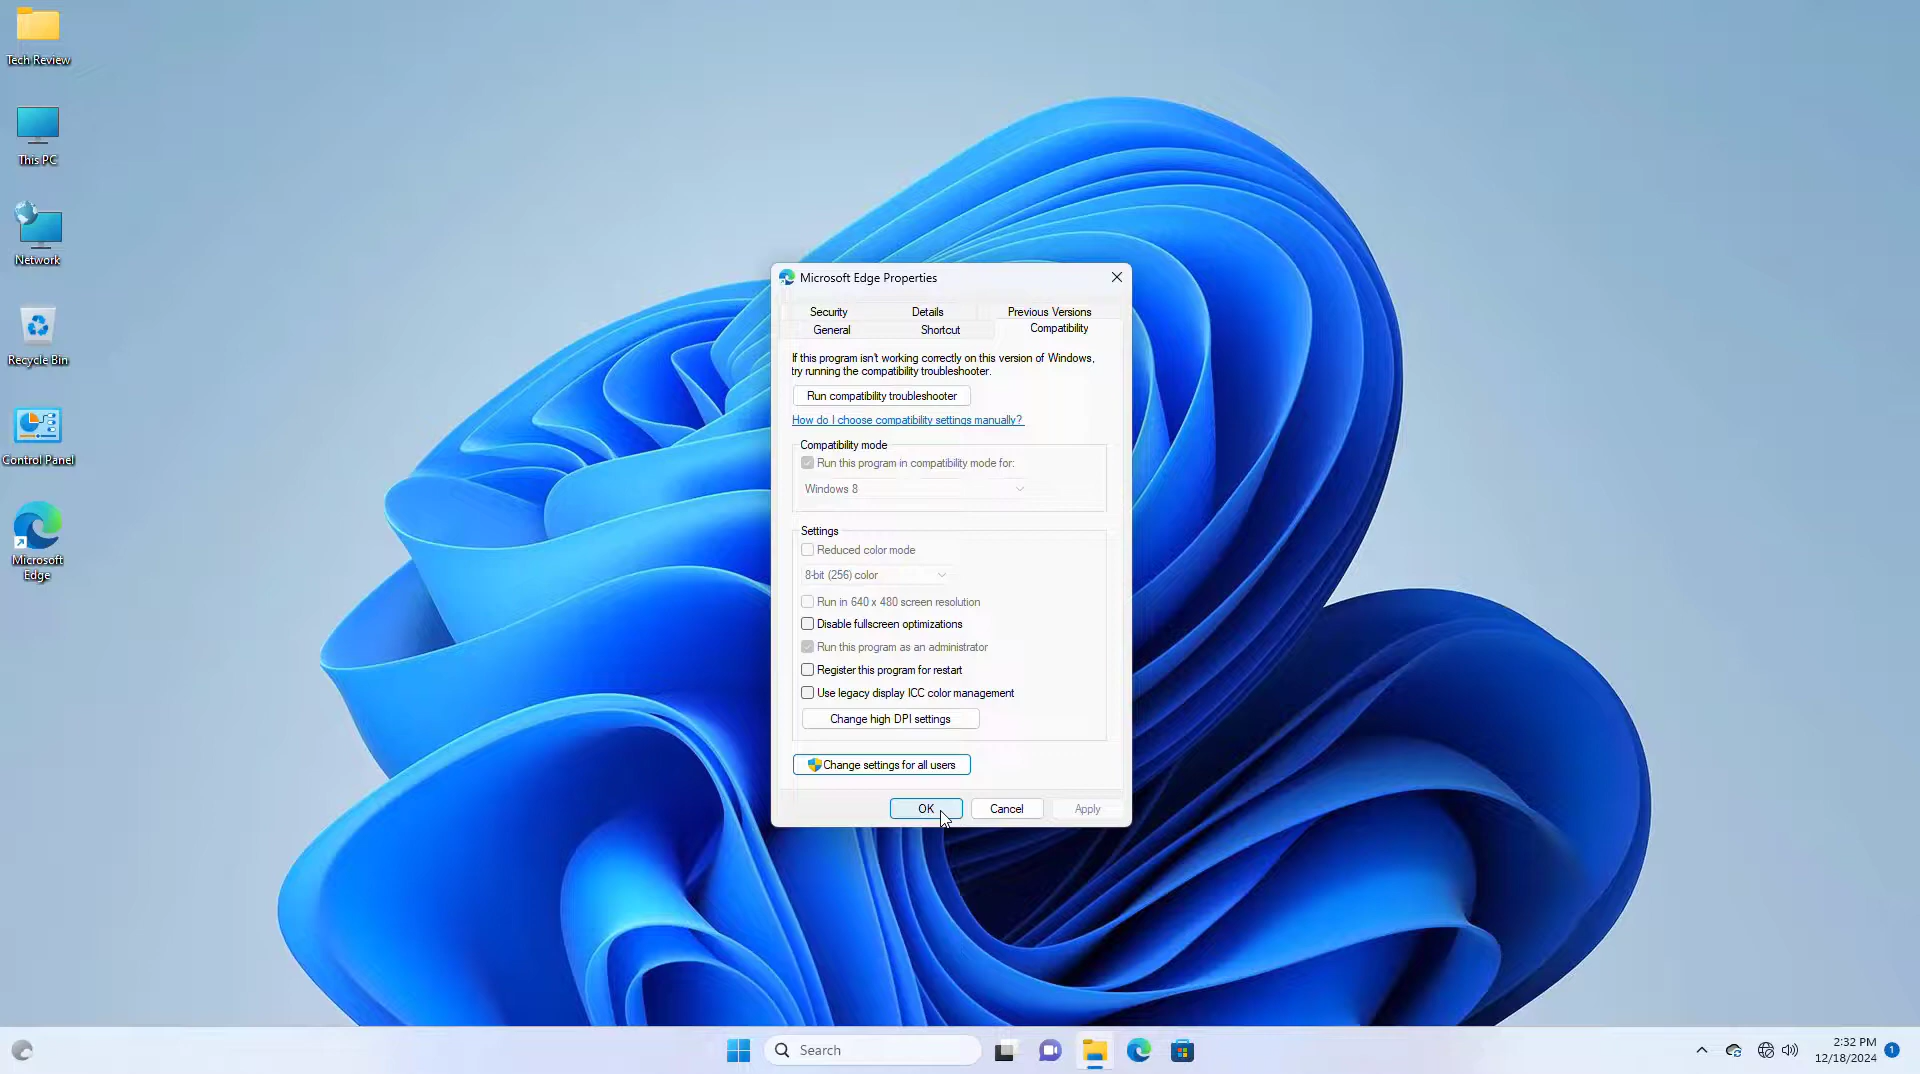 Tech Review
This PC
Network
Recycle Bin
Control Panel
Microsoft
Edge
Microsoft Edge Properties
Security Details Previous Versions
General Shortcut Compatibility
If this program isn't working correctly on this version of Windows,
try running the compatibility troubleshooter.
Run compatibility troubleshooter
How do I choose compatibility settings manually?
Compatibility mode
Run this program in compatibility mode for:
Windows 8
Settings
Reduced color mode
8-bit (256) color
Run in 640 x 480 screen resolution
Disable fullscreen optimizations
Run this program as an administrator
Register this program for restart
Use legacy display ICC color management
Change high DPI settings
Change settings for all users
OK Cancel Apply
Search
2:32 PM
12/18/2024
1